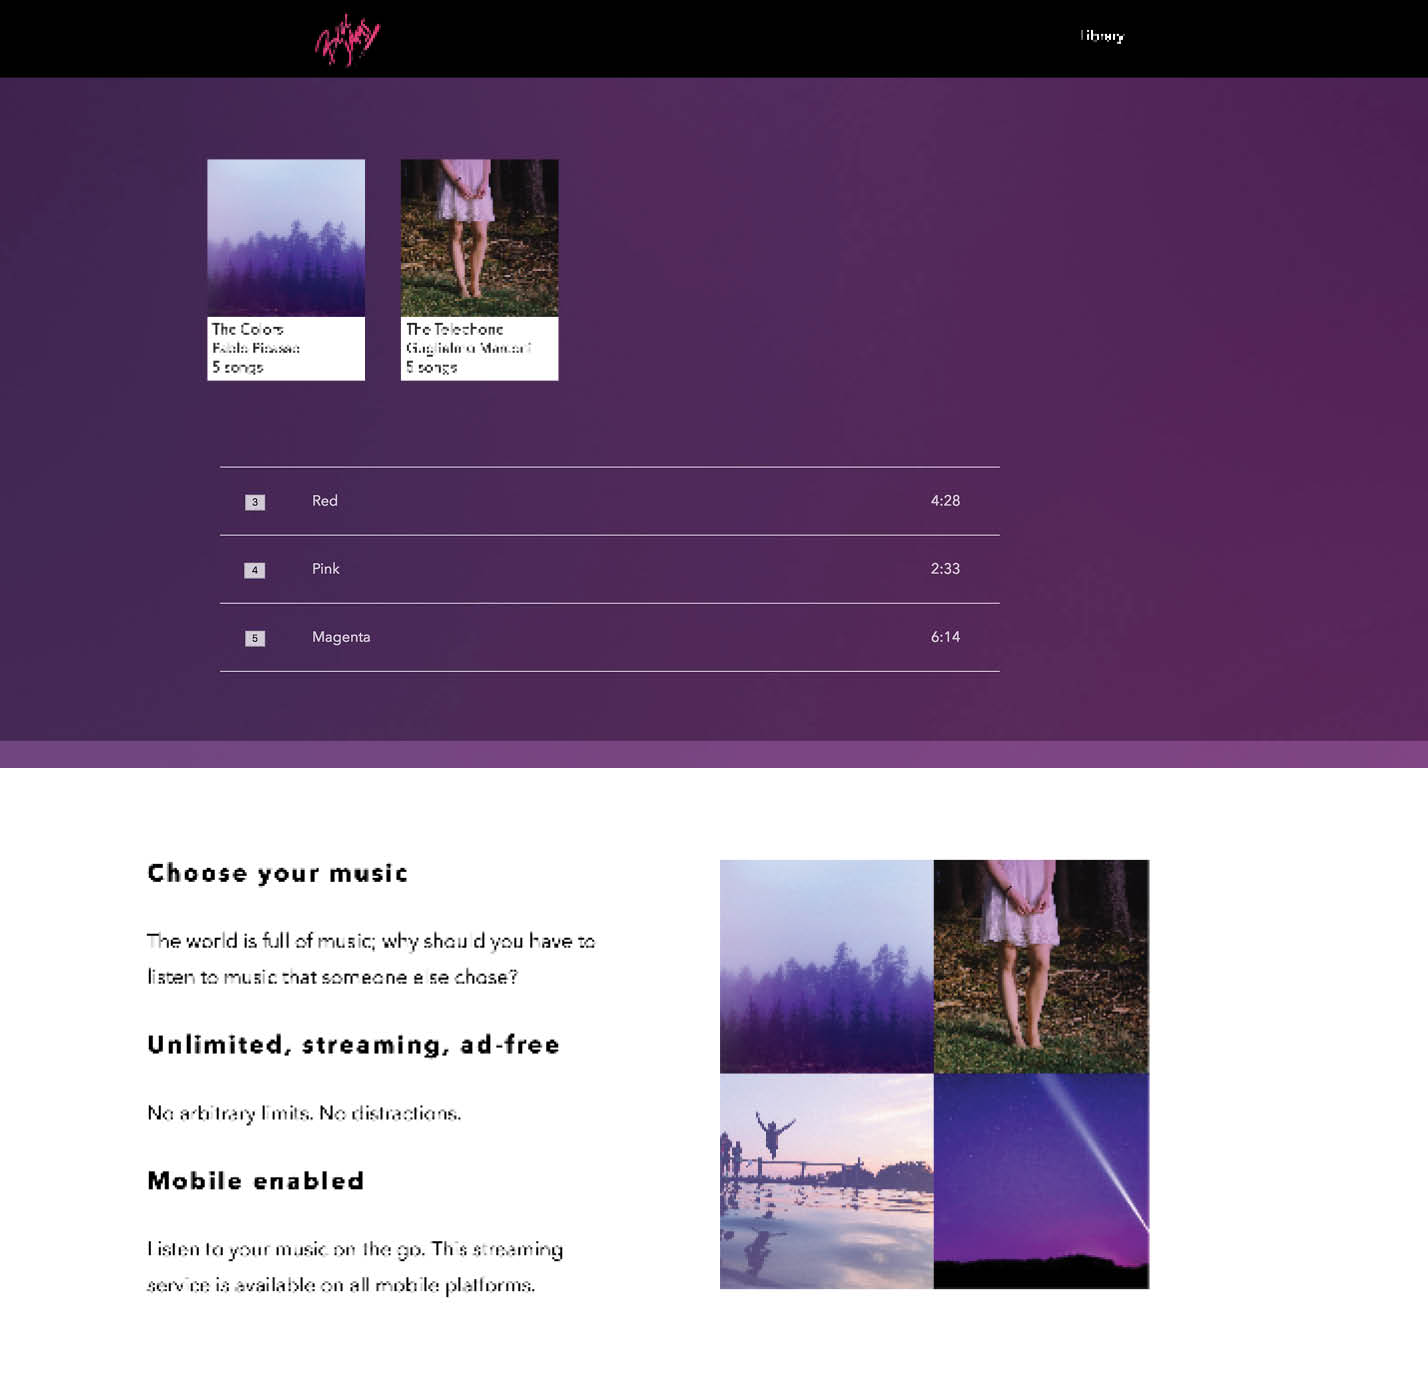 Library
The Colors
Pablo Picasso
5 songs
The Telephone
Guglielmo Marconi
5 songs
3 Red 4:28
4 Pink 2:33
5 Magenta 6:14
Choose your music
The world is full of music; why should you have to
listen to music that someone else chose?
Unlimited, streaming, ad-free
No arbitrary limits. No distractions.
Mobile enabled
Listen to your music on the go. This streaming
service is available on all mobile platforms.